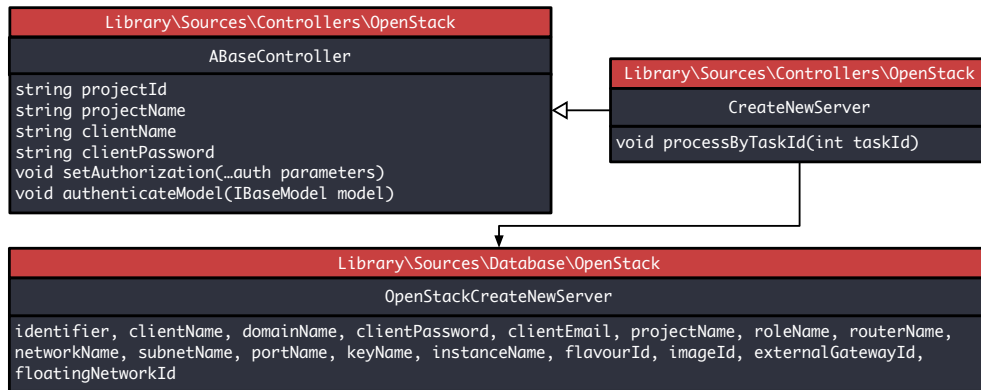 Library\Sources\Controllers\OpenStack
ABaseController
string projectId
string projectName
string clientName
string clientPassword
void setAuthorization(…auth parameters)
void authenticateModel(IBaseModel model)
Library\Sources\Controllers\OpenStack
CreateNewServer
void processByTaskId(int taskId)
Library\Sources\Database\OpenStack
OpenStackCreateNewServer
identifier, clientName, domainName, clientPassword, clientEmail, projectName, roleName, routerName,
networkName, subnetName, portName, keyName, instanceName, flavourId, imageId, externalGatewayId,
floatingNetworkId